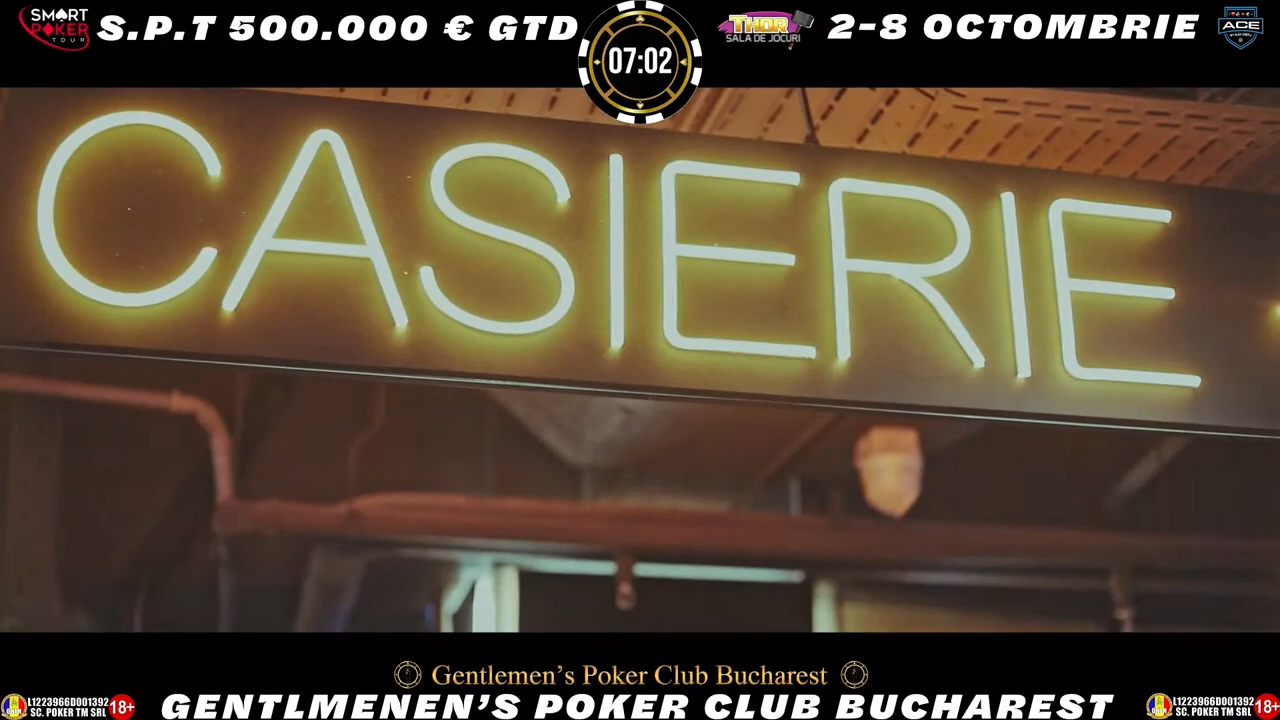 SMART
POKER
TOUR
S.P.T 500.000 € GTD
07:02
THOR
SALA DE JOCURI
2-8 OCTOMBRIE
ACE
CASIERIE
Gentlemen's Poker Club Bucharest
L1223966D001392
SC. POKER TM SRL
18+
GENTLMENEN'S POKER CLUB BUCHAREST
L1223966D001392
SC. POKER TM SRL
18+